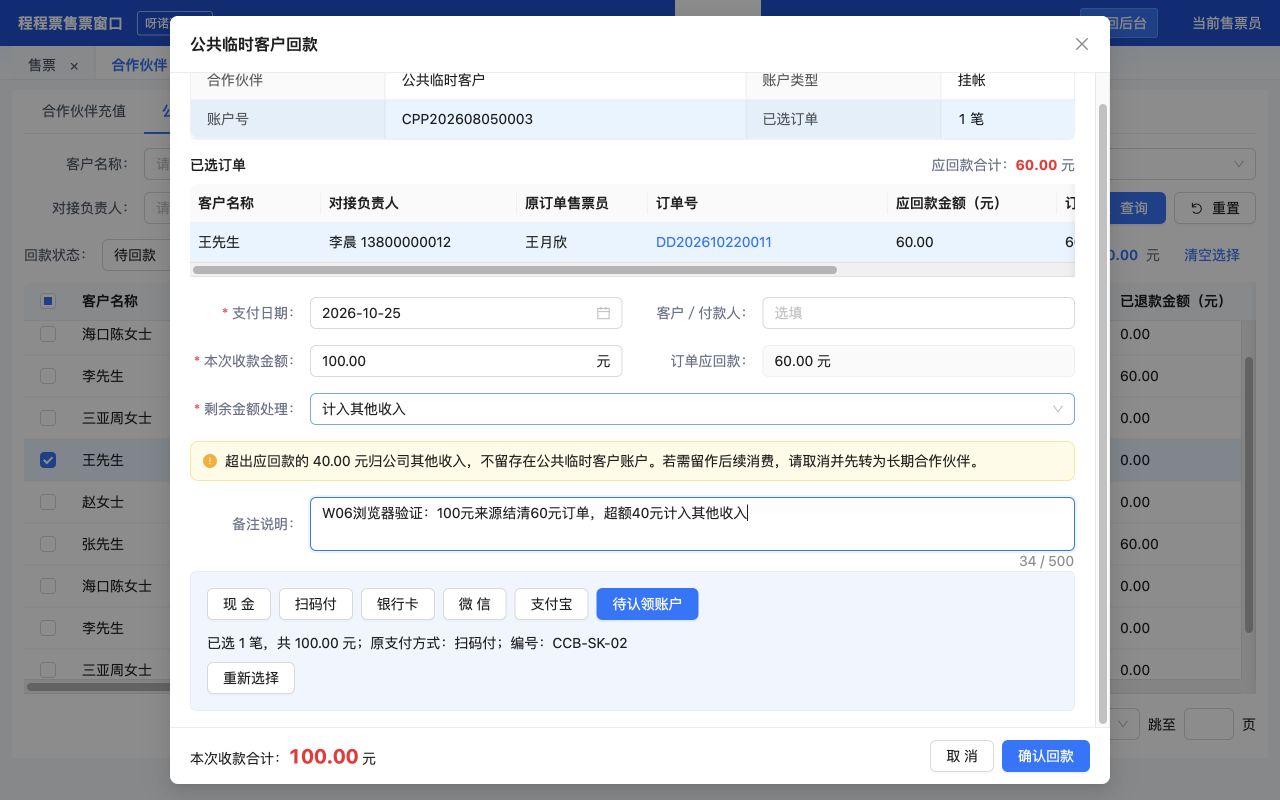 程程票售票窗口
呀诺
回后台
当前售票员
售票 ×
合作伙伴
合作伙伴充值
公共临时客户回款
合作伙伴 公共临时客户 账户类型 挂帐
账户号 CPP202608050003 已选订单 1 笔
已选订单 应回款合计：60.00 元
客户名称 对接负责人 原订单售票员 订单号 应回款金额（元）
王先生 李晨 13800000012 王月欣 DD202610220011 60.00
* 支付日期： 2026-10-25 客户 / 付款人： 选填
* 本次收款金额： 100.00 元 订单应回款： 60.00 元
* 剩余金额处理： 计入其他收入
超出应回款的 40.00 元归公司其他收入，不留存在公共临时客户账户。若需留作后续消费，请取消并先转为长期合作伙伴。
备注说明： W06浏览器验证：100元来源结清60元订单，超额40元计入其他收入
34 / 500
现 金 扫码付 银行卡 微 信 支付宝 待认领账户
已选 1 笔，共 100.00 元；原支付方式：扫码付；编号：CCB-SK-02
重新选择
本次收款合计：100.00 元 取 消 确认回款
客户名称： 请
对接负责人： 请
查询 重置
回款状态： 待回款
0.00 元 清空选择
客户名称 已退款金额（元）
海口陈女士 0.00
李先生 60.00
三亚周女士 0.00
王先生 0.00
赵女士 0.00
张先生 60.00
海口陈女士 0.00
李先生 0.00
三亚周女士 0.00
跳至 页